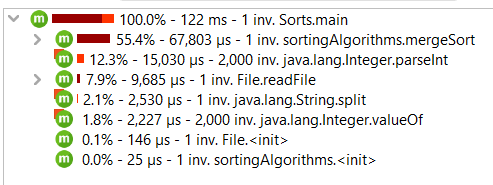 m 100.0% - 122 ms - 1 inv. Sorts.main
m 55.4% - 67,803 µs - 1 inv. sortingAlgorithms.mergeSort
m 12.3% - 15,030 µs - 2,000 inv. java.lang.Integer.parseInt
m 7.9% - 9,685 µs - 1 inv. File.readFile
m 2.1% - 2,530 µs - 1 inv. java.lang.String.split
m 1.8% - 2,227 µs - 2,000 inv. java.lang.Integer.valueOf
m 0.1% - 146 µs - 1 inv. File.<init>
m 0.0% - 25 µs - 1 inv. sortingAlgorithms.<init>